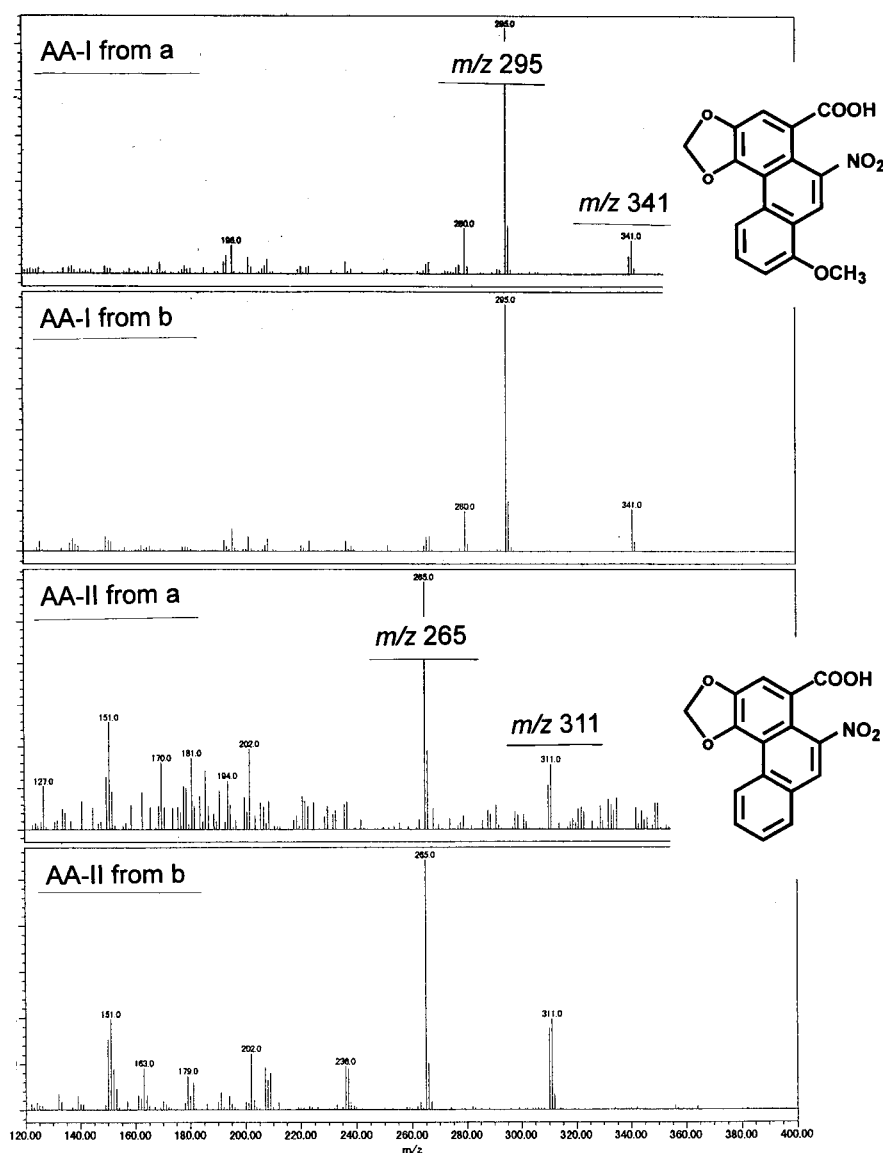 295.0
AA-I from a
m/z 295
O
COOH
NO2
O
m/z 341
280.0
196.0
341.0
OCH3
AA-I from b
295.0
280.0
341.0
265.0
AA-II from a
m/z 265
O
COOH
NO2
O
m/z 311
151.0
170.0
181.0
202.0
311.0
127.0
194.0
AA-II from b
265.0
151.0
311.0
163.0
179.0
202.0
236.0
120.00 140.00 160.00 180.00 200.00 220.00 240.00 260.00 280.00 300.00 320.00 340.00 360.00 380.00 400.00
m/z